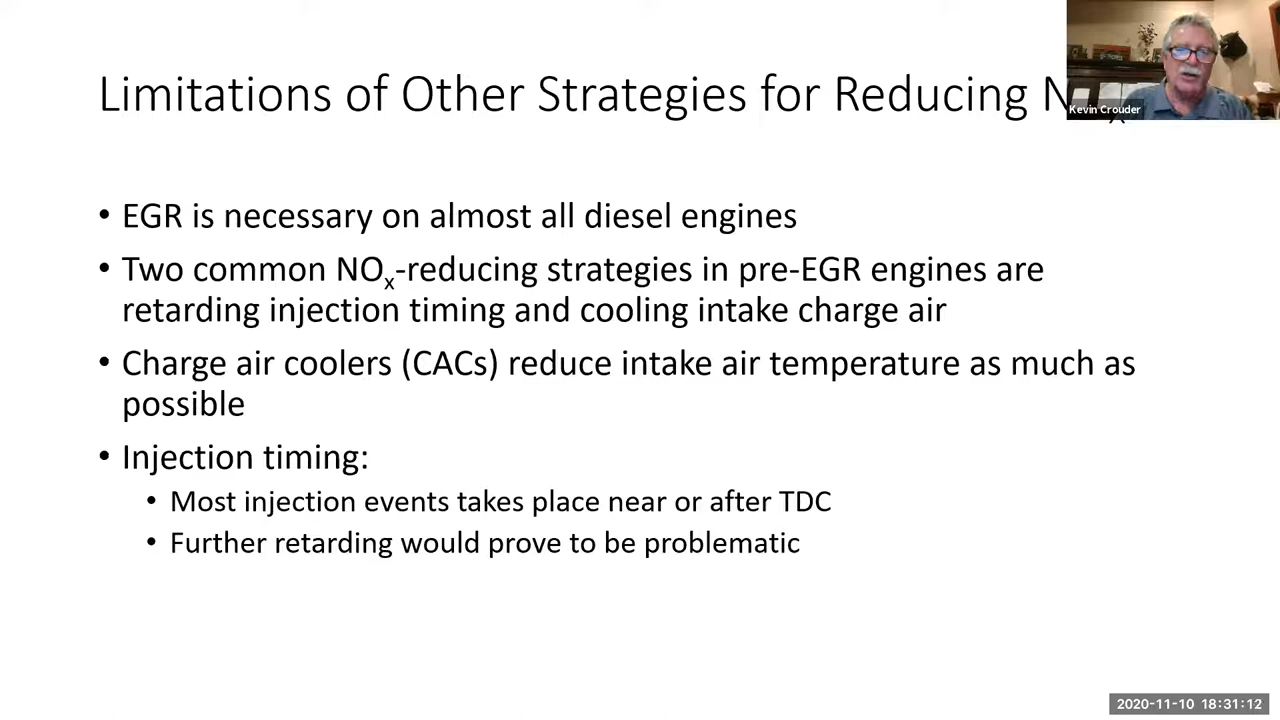 Limitations of Other Strategies for Reducing
Kevin Crouder
• EGR is necessary on almost all diesel engines
• Two common NOx-reducing strategies in pre-EGR engines are
retarding injection timing and cooling intake charge air
• Charge air coolers (CACs) reduce intake air temperature as much as
possible
• Injection timing:
• Most injection events takes place near or after TDC
• Further retarding would prove to be problematic
2020-11-10 18:31:12